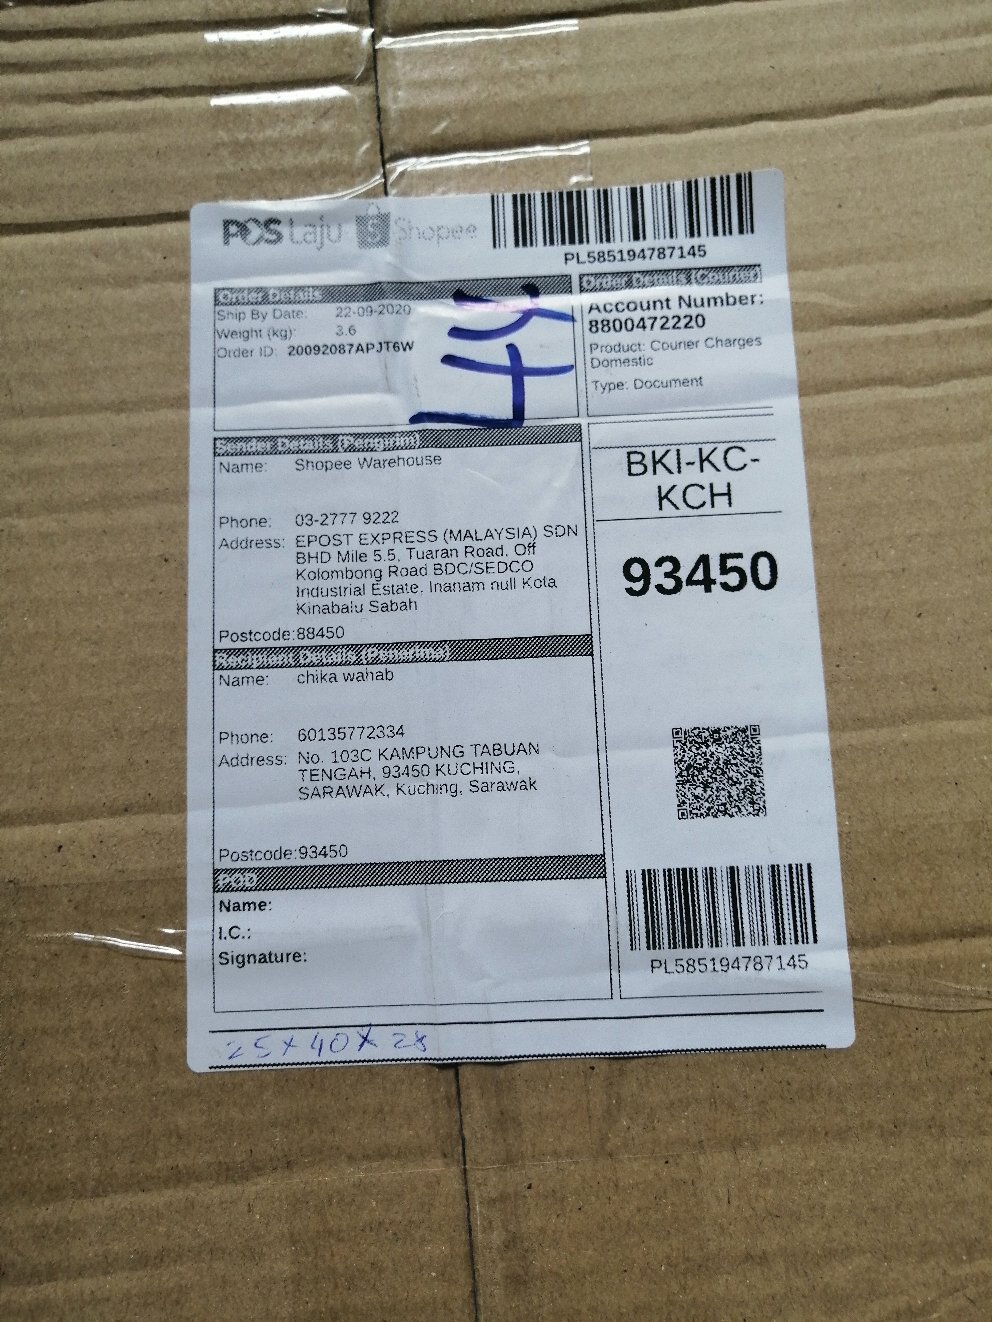 POS Laju Shopee
PL585194787145
Order Details
Ship By Date: 22-09-2020
Weight (kg): 3.6
Order ID: 20092087APJT6W
Order Details (Courier)
Account Number:
8800472220
Product: Courier Charges
Domestic
Type: Document
Sender Details (Pengirim)
Name: Shopee Warehouse
Phone: 03-2777 9222
Address: EPOST EXPRESS (MALAYSIA) SDN
BHD Mile 5.5, Tuaran Road, Off
Kolombong Road BDC/SEDCO
Industrial Estate, Inanam null Kota
Kinabalu Sabah
Postcode:88450
BKI-KC-
KCH
93450
Recipient Details (Penerima)
Name: chika wahab
Phone: 60135772334
Address: No. 103C KAMPUNG TABUAN
TENGAH, 93450 KUCHING,
SARAWAK, Kuching, Sarawak
Postcode:93450
POD
Name:
I.C.:
Signature:
PL585194787145
25x40x28